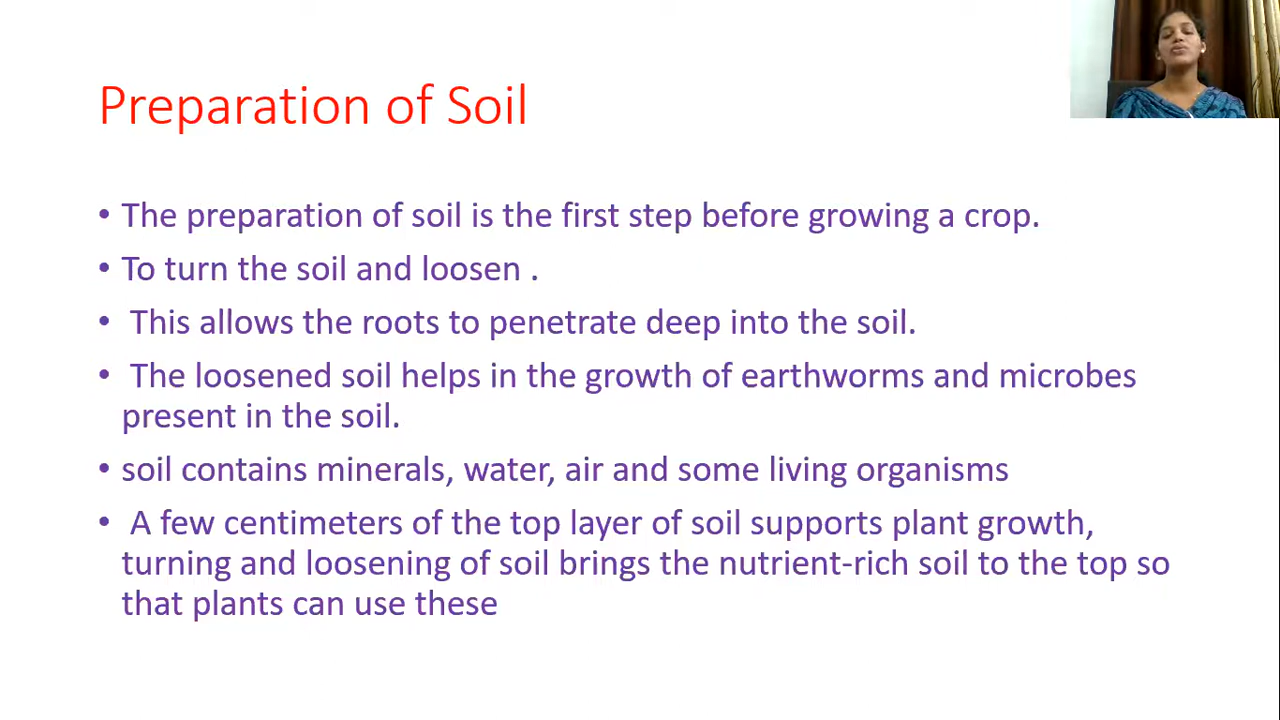 Preparation of Soil
• The preparation of soil is the first step before growing a crop.
• To turn the soil and loosen .
• This allows the roots to penetrate deep into the soil.
• The loosened soil helps in the growth of earthworms and microbes
present in the soil.
• soil contains minerals, water, air and some living organisms
• A few centimeters of the top layer of soil supports plant growth,
turning and loosening of soil brings the nutrient-rich soil to the top so
that plants can use these